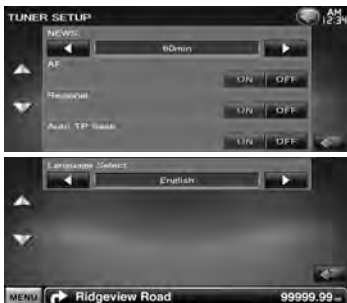 TUNER SETUP
AM
12:34
NEWS
60min
AF
ON OFF
Regional
ON OFF
Auto TP Seek
ON OFF
Language Select
English
MENU Ridgeview Road 99999.99